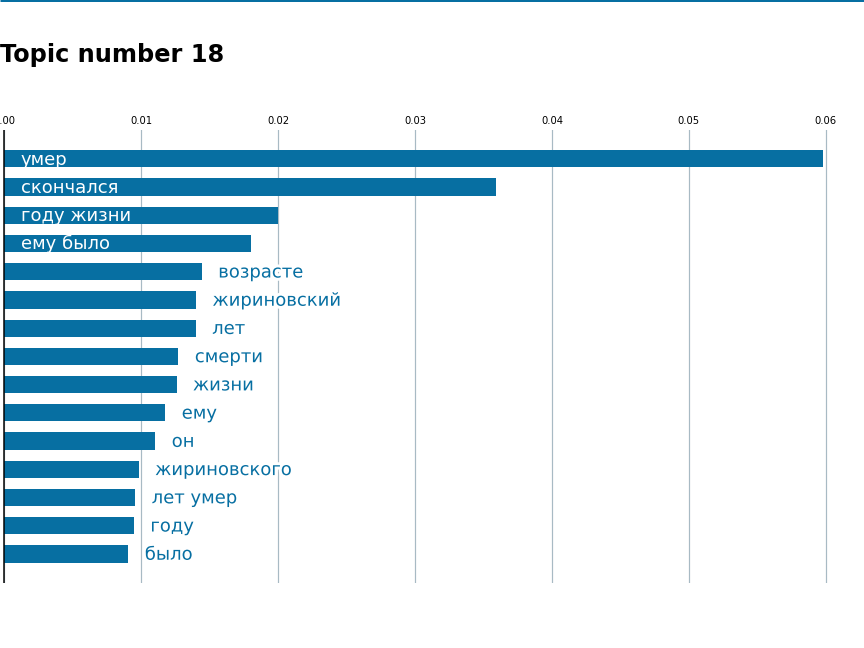 Topic number 18
.00 0.01 0.02 0.03 0.04 0.05 0.06
умер
скончался
году жизни
ему было
возрасте
жириновский
лет
смерти
жизни
ему
он
жириновского
лет умер
году
было